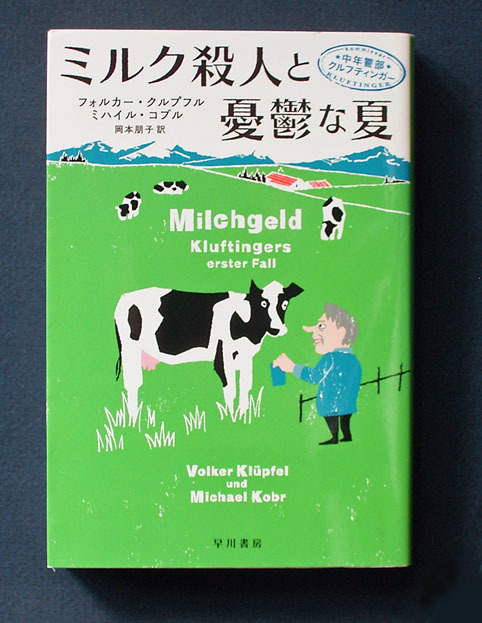 ミルク殺人と
憂鬱な夏
kommissar
中年警部
クルフティンガー
KLUFTINGER
フォルカー・クルプフル
ミハイル・コブル
岡本朋子 訳
Milchgeld
Kluftingers
erster Fall
Volker Klüpfel
und
Michael Kobr
早川書房